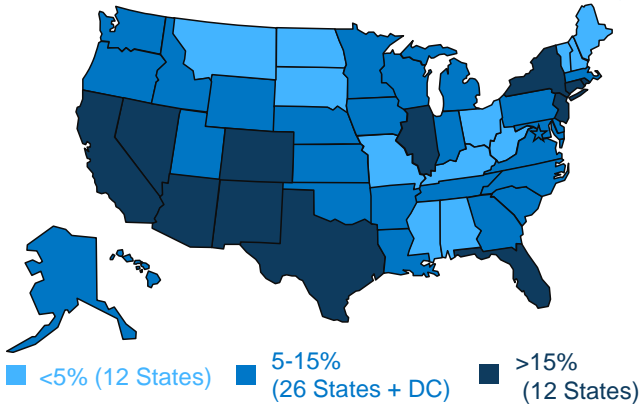 <5% (12 States)
5-15%
(26 States + DC)
>15%
(12 States)